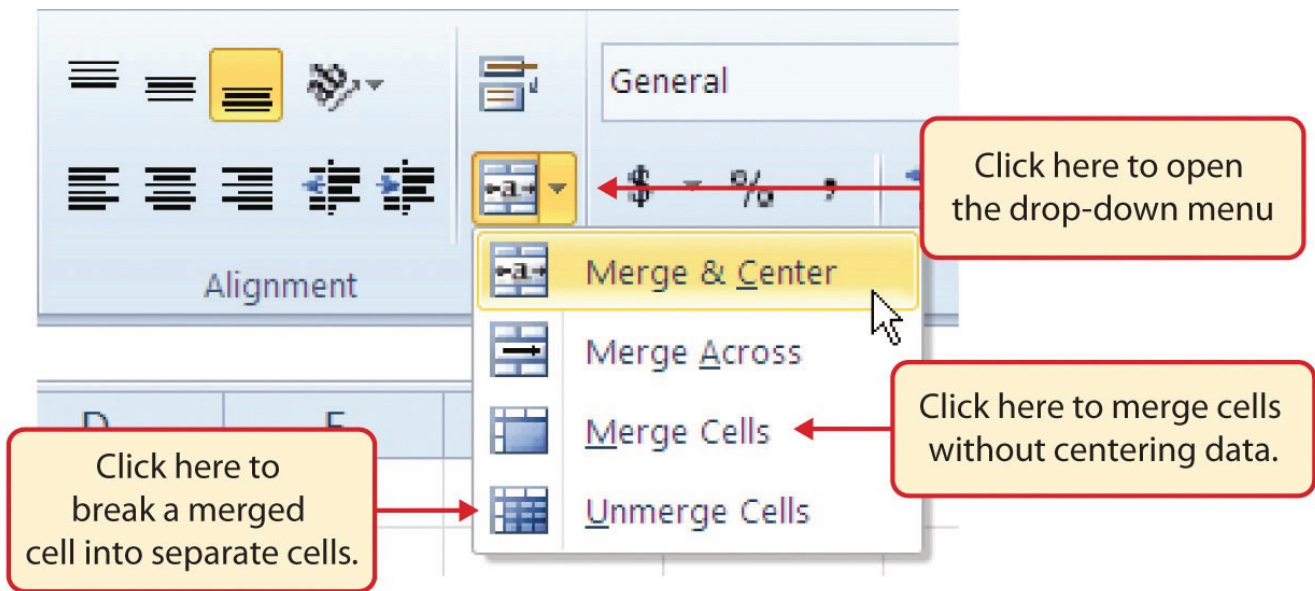 General
$ % ,
Click here to open
the drop-down menu
Alignment
Merge & Center
Merge Across
Merge Cells
Unmerge Cells
Click here to merge cells
without centering data.
Click here to
break a merged
cell into separate cells.